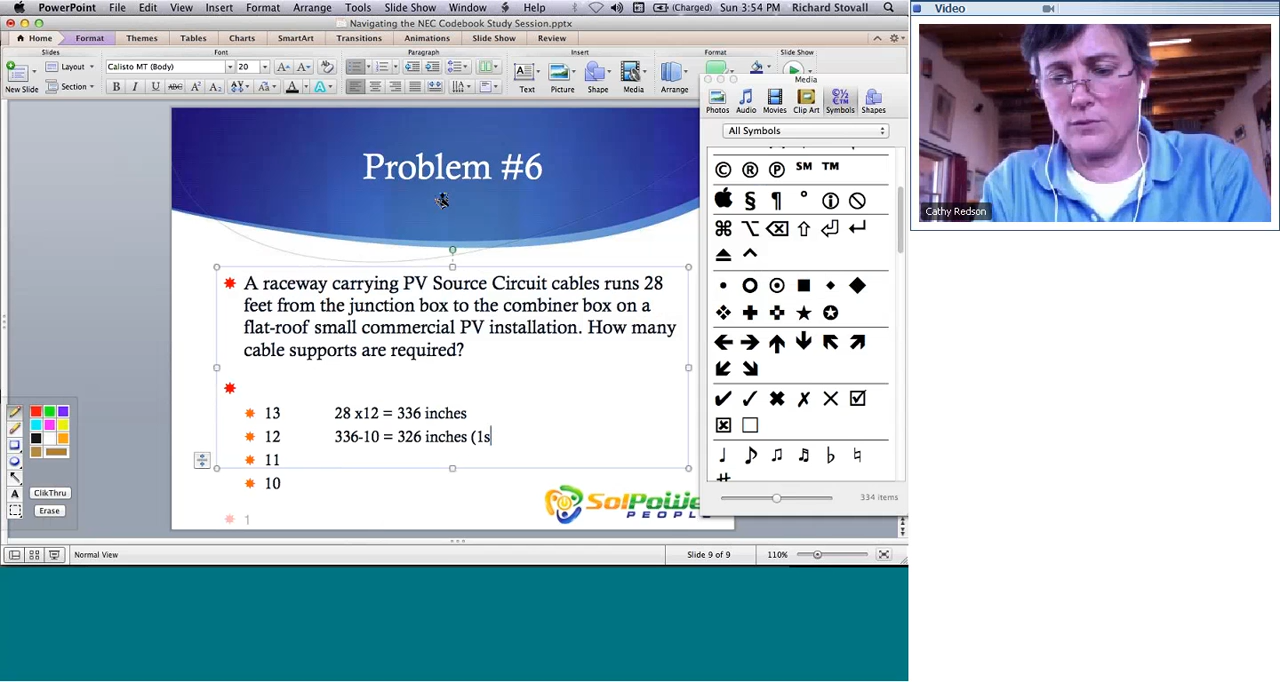 PowerPoint File Edit View Insert Format Arrange Tools Slide Show Window Help (Charged) Sun 3:54 PM Richard Stovall
Navigating the NEC Codebook Study Session.pptx
Home Format Themes Tables Charts SmartArt Transitions Animations Slide Show Review
Slides Font Paragraph Insert Format Slide Show
New Slide Layout Section
Calisto MT (Body) 20
B I U ABC A² A₂
Text Picture Shape Media Arrange
Media
Photos Audio Movies Clip Art Symbols Shapes
All Symbols
© ® ℗ ℠ ™
§ ¶ ° ⓘ
⌘ ⌥ ⌫ ⇧ ⏎ ↵
⏏ ^
334 items
Problem #6
A raceway carrying PV Source Circuit cables runs 28
feet from the junction box to the combiner box on a
flat-roof small commercial PV installation. How many
cable supports are required?
13 28 x12 = 336 inches
12 336-10 = 326 inches (1s
11
10
1
SolPowe
PEOPL
ClikThru
Erase
Normal View Slide 9 of 9 110%
Video
Cathy Redson